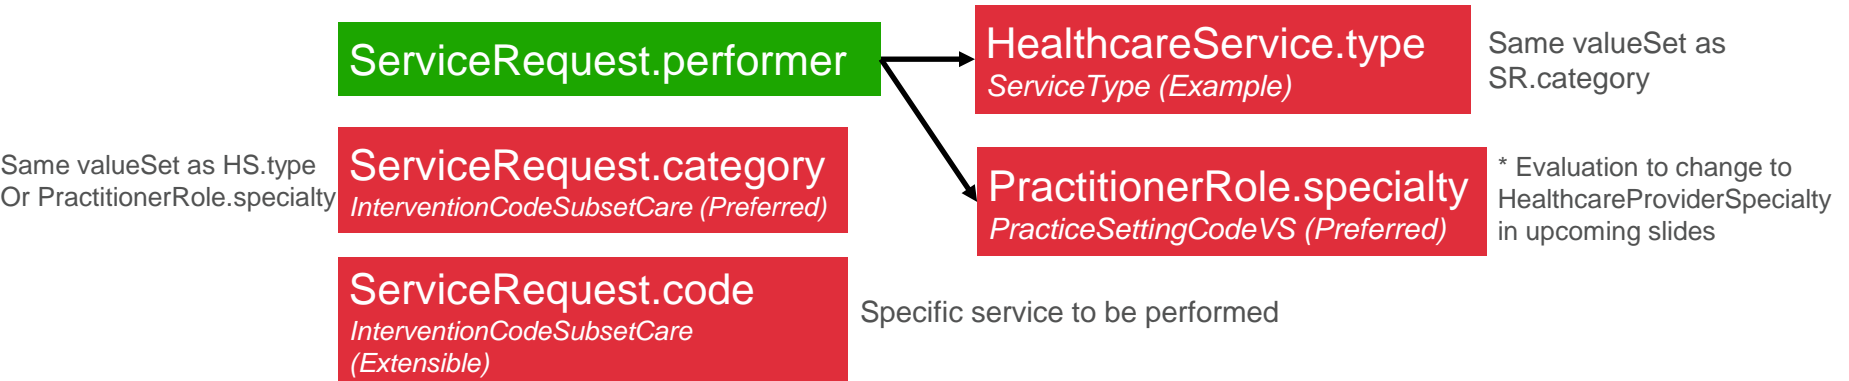 ServiceRequest.performer
HealthcareService.type
ServiceType (Example)
Same valueSet as
SR.category
Same valueSet as HS.type
Or PractitionerRole.specialty
ServiceRequest.category
InterventionCodeSubsetCare (Preferred)
PractitionerRole.specialty
PracticeSettingCodeVS (Preferred)
* Evaluation to change to
HealthcareProviderSpecialty
in upcoming slides
ServiceRequest.code
InterventionCodeSubsetCare
(Extensible)
Specific service to be performed